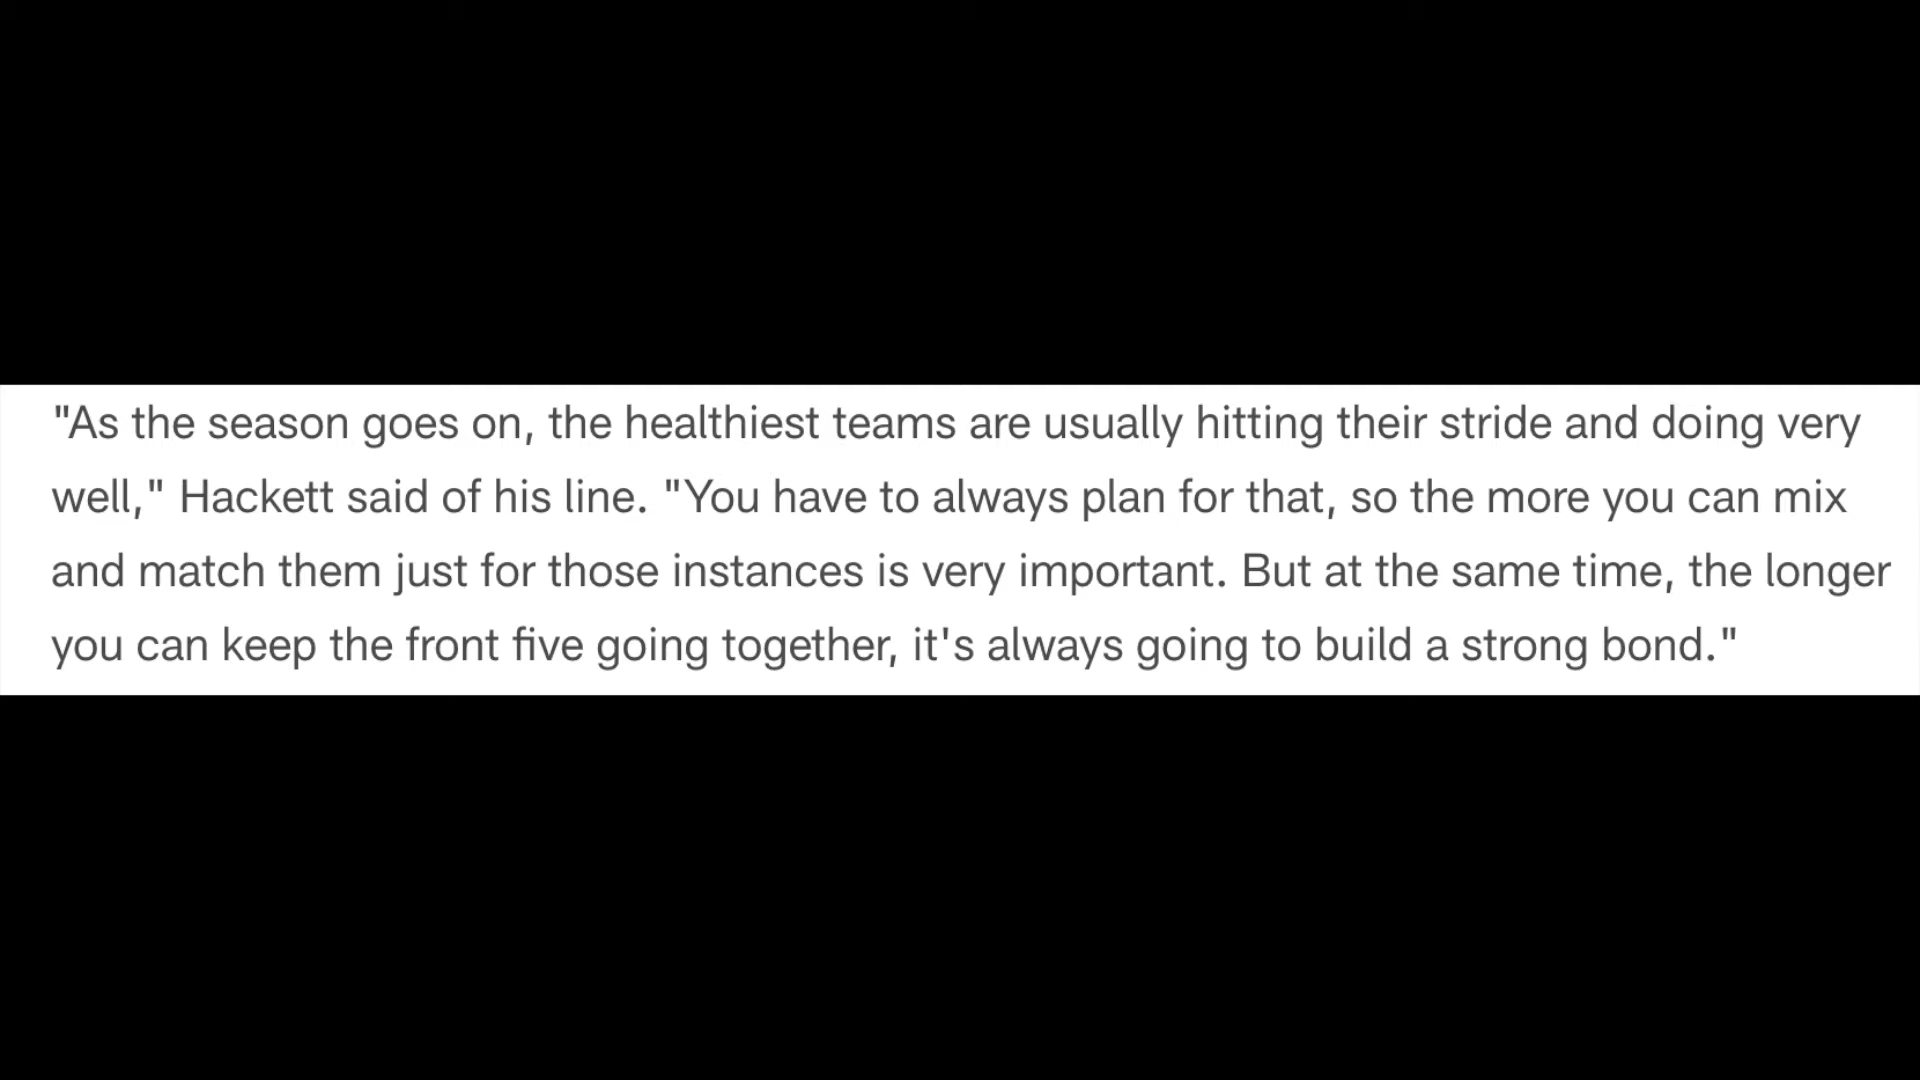 "As the season goes on, the healthiest teams are usually hitting their stride and doing very
well," Hackett said of his line. "You have to always plan for that, so the more you can mix
and match them just for those instances is very important. But at the same time, the longer
you can keep the front five going together, it's always going to build a strong bond."